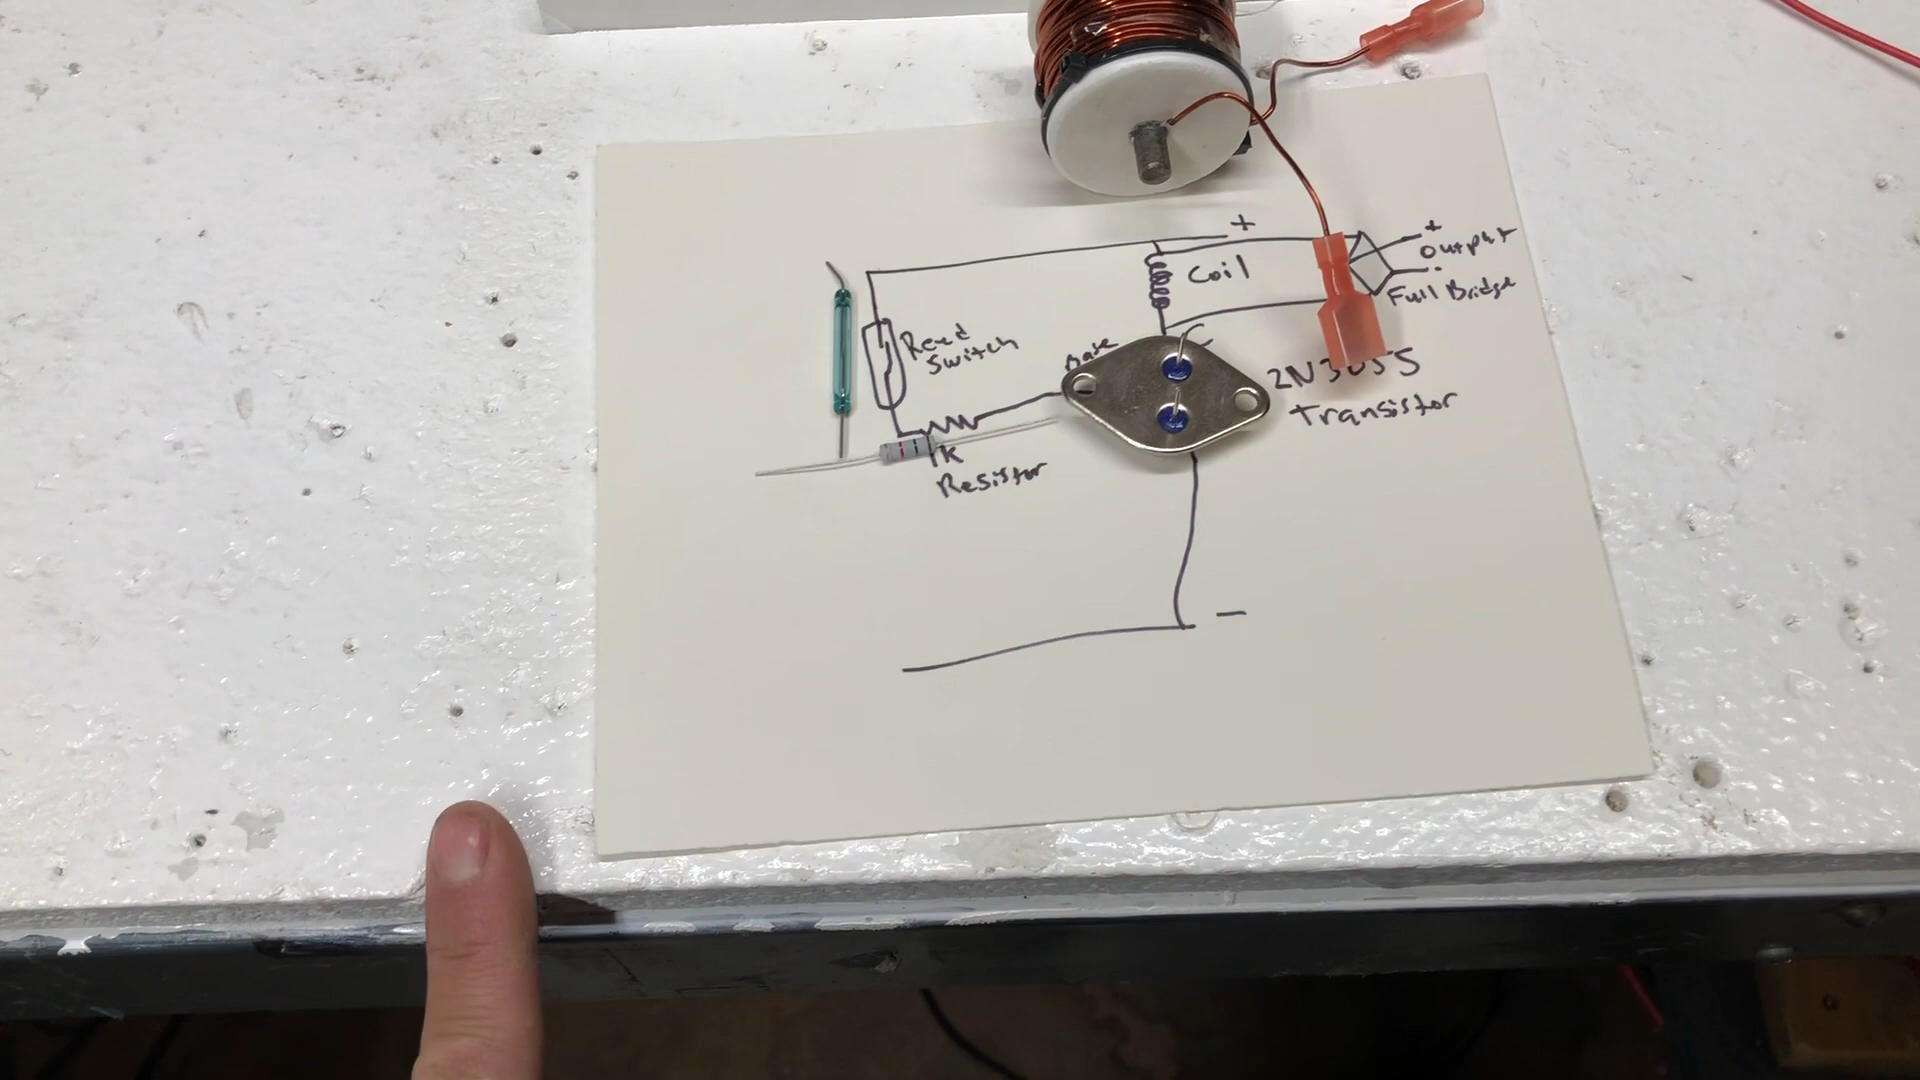 +
Coil
+
Output
-
Full Bridge
Reed
Switch
Base
C
2N3055
Transistor
1K
Resistor
-